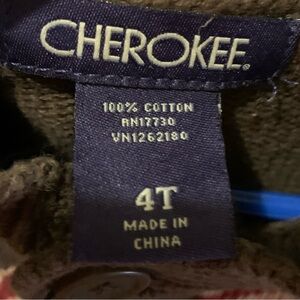 CHEROKEE.
100% COTTON
RN17730
VN1262180
4T
MADE IN
CHINA